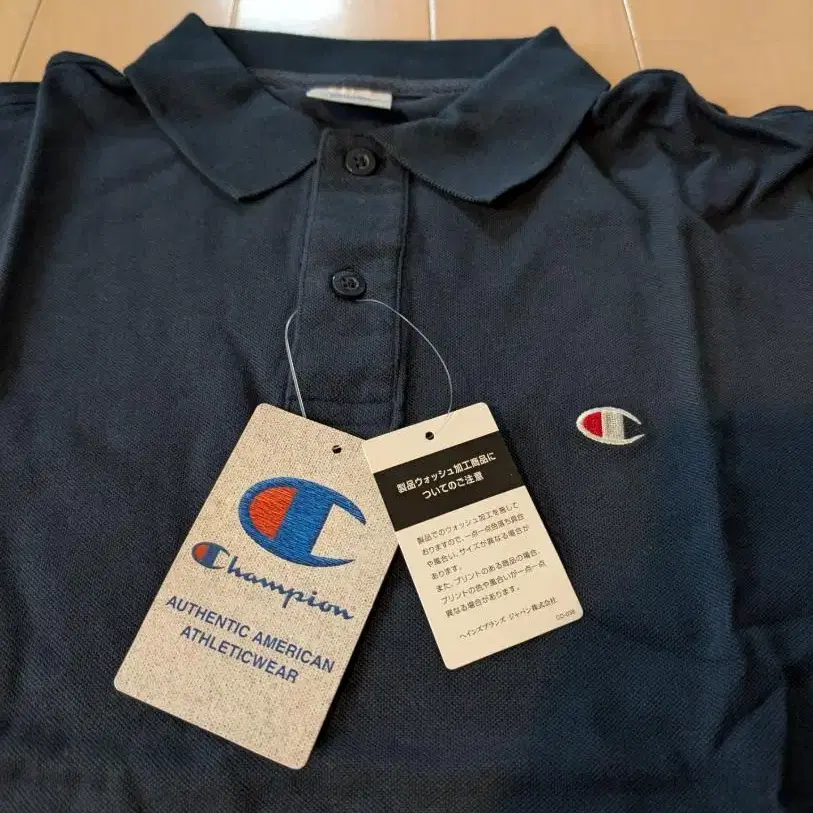 Champion
AUTHENTIC AMERICAN
ATHLETICWEAR
製品ウォッシュ加工商品に
ついてのご注意
製品でのウォッシュ加工を施して
おりますので、一点一点色落ち具合
や風合い、サイズが異なる場合が
あります。
また、プリントのある商品の場合、
プリントの色や風合いが一点一点
異なる場合があります。
ヘインズブランズ ジャパン株式会社